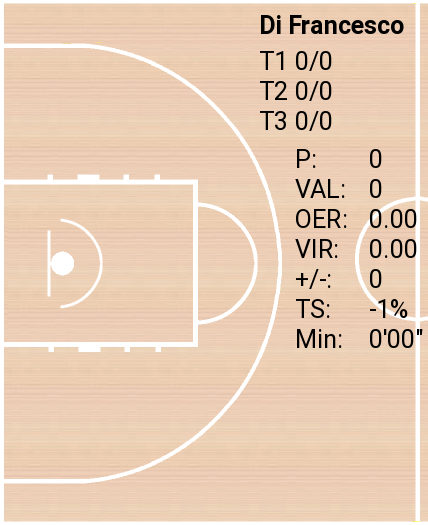 Di Francesco
T1 0/0
T2 0/0
T3 0/0
P: 0
VAL: 0
OER: 0.00
VIR: 0.00
+/-: 0
TS: -1%
Min: 0'00"